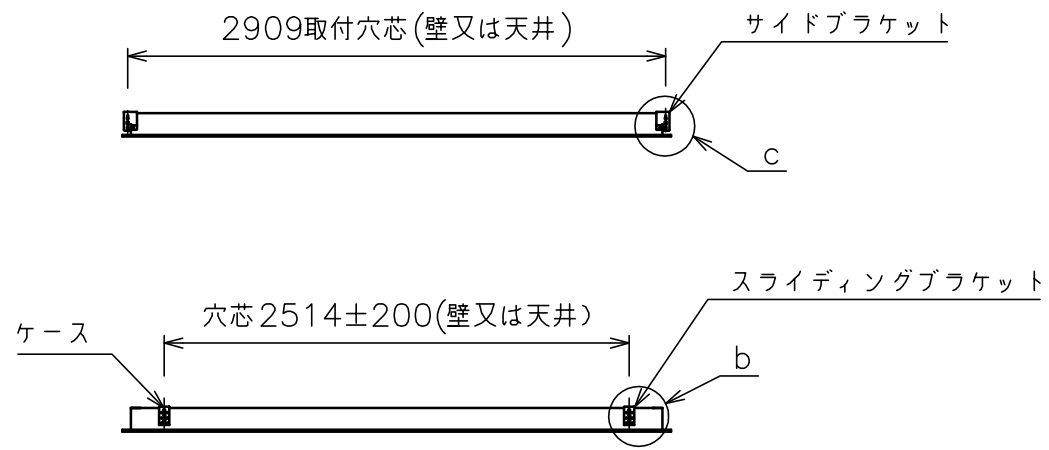 2909取付穴芯(壁又は天井)
サイドブラケット
c
スライディングブラケット
穴芯2514±200(壁又は天井)
ケース
b